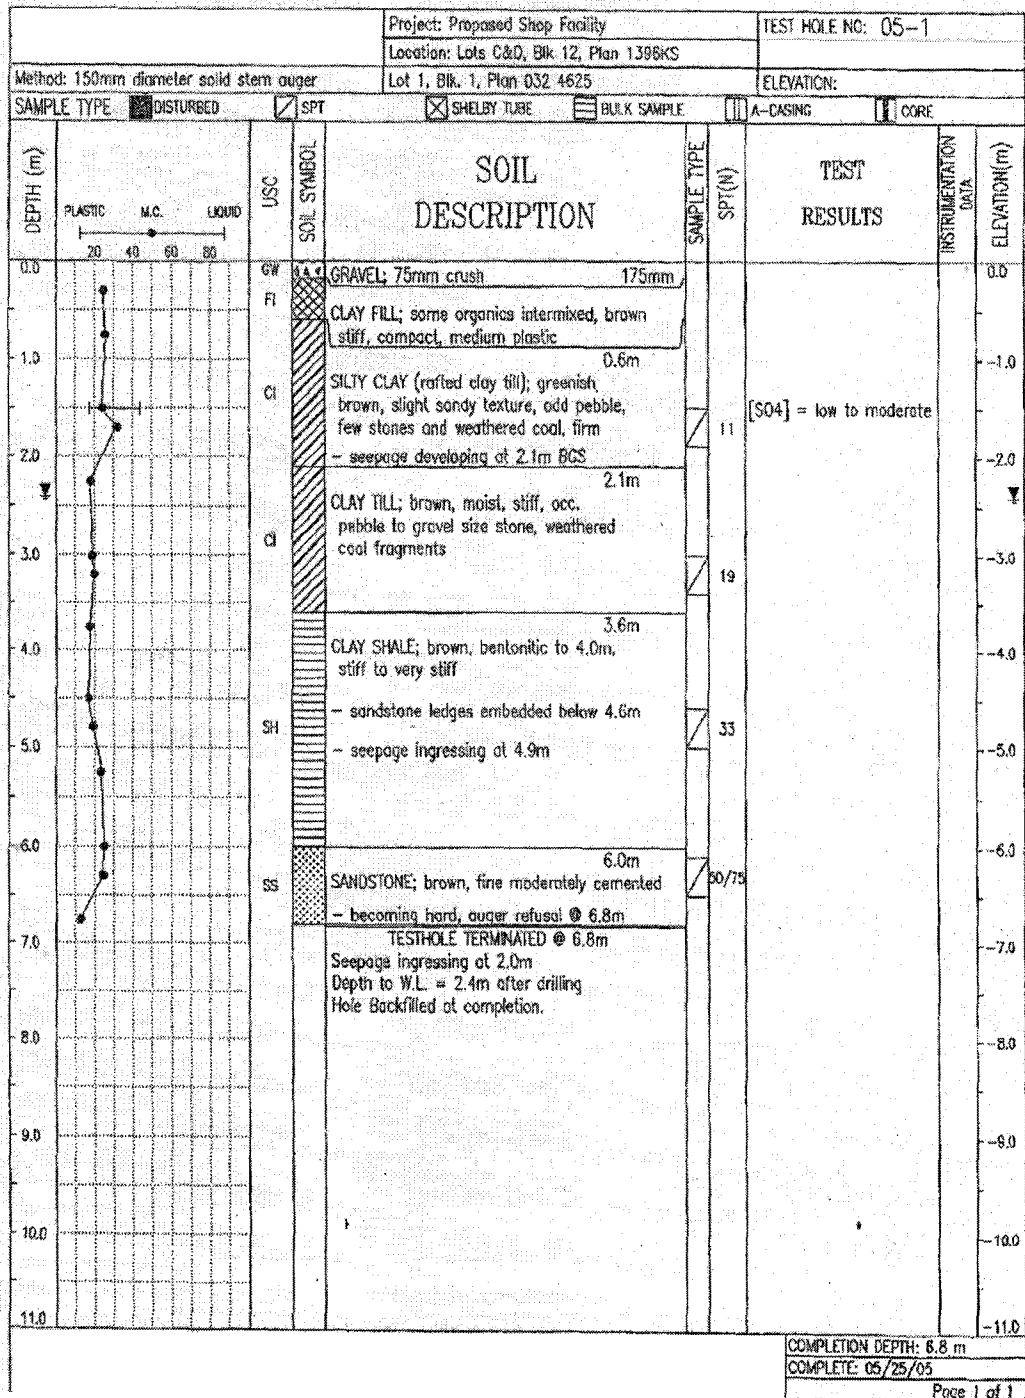 Project: Proposed Shop Facility
TEST HOLE NO: 05-1
Location: Lots C&D, Blk 12, Plan 1396KS
Method: 150mm diameter solid stem auger
Lot 1, Blk. 1, Plan 032 4625
ELEVATION:
SAMPLE TYPE DISTURBED SPT SHELBY TUBE BULK SAMPLE A-CASING CORE
DEPTH (m)
PLASTIC M.C. LIQUID
20 40 60 80
USC
SOIL SYMBOL
SOIL
DESCRIPTION
SAMPLE TYPE
SPT(N)
TEST
RESULTS
INSTRUMENTATION
DATA
ELEVATION(m)
0.0
GW
GRAVEL; 75mm crush 175mm
0.0
FI
CLAY FILL; some organics intermixed, brown
stiff, compact, medium plastic
1.0
0.6m
-1.0
CI
SILTY CLAY (rafted clay till); greenish
brown, slight sandy texture, odd pebble,
few stones and weathered coal, firm
11
[SO4] = low to moderate
- seepage developing at 2.1m BGS
2.0
-2.0
2.1m
CLAY TILL; brown, moist, stiff, occ.
pebble to gravel size stone, weathered
coal fragments
CI
3.0
-3.0
19
3.6m
CLAY SHALE; brown, bentonitic to 4.0m,
stiff to very stiff
4.0
-4.0
- sandstone ledges embedded below 4.6m
SH
33
- seepage ingressing at 4.9m
5.0
-5.0
6.0
6.0m
-6.0
SS
SANDSTONE; brown, fine moderately cemented
50/75
- becoming hard, auger refusal @ 6.8m
7.0
TESTHOLE TERMINATED @ 6.8m
-7.0
Seepage ingressing at 2.0m
Depth to W.L. = 2.4m after drilling
Hole Backfilled at completion.
8.0
-8.0
9.0
-9.0
10.0
-10.0
11.0
-11.0
COMPLETION DEPTH: 6.8 m
COMPLETE: 05/25/05
Page 1 of 1